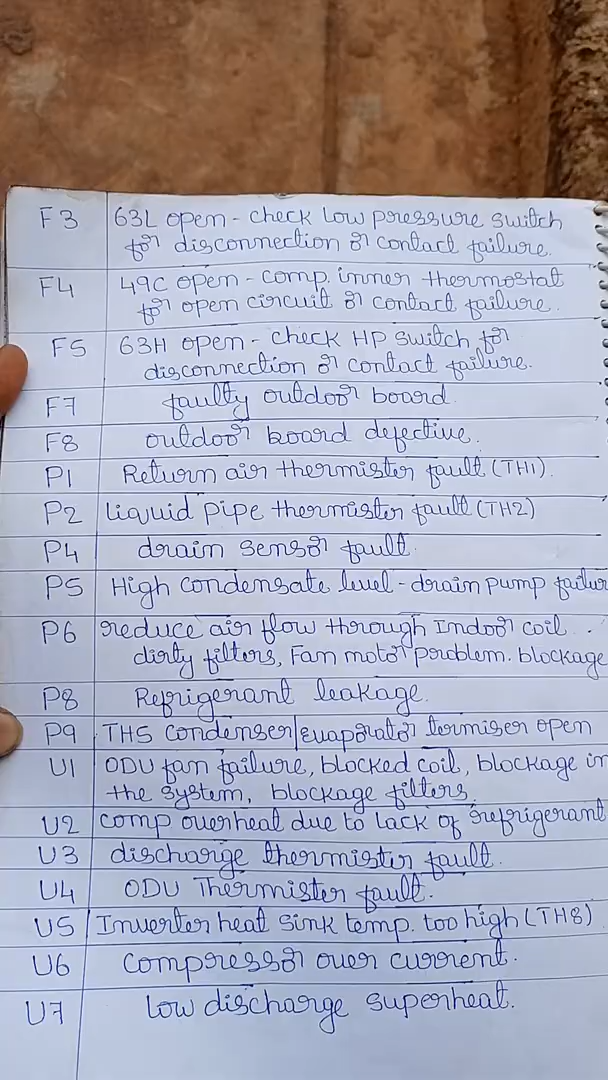 F3 63L open - check low pressure switch
for disconnection or contact failure.
F4 49C open - comp. inner thermostat
for open circuit or contact failure.
F5 63H open - check HP switch for
disconnection or contact failure.
F7 faulty outdoor board.
F8 outdoor board defective.
P1 Return air thermister fault (TH1).
P2 liquid pipe thermister fault (TH2)
P4 drain sensor fault.
P5 High condensate level - drain pump failur
P6 reduce air flow through Indoor coil.
dirty filters, Fan motor problem. blockage
P8 Refrigerant leakage.
P9 TH5 condenser/evaporator termiser open
U1 ODU fan failure, blocked coil, blockage in
the system, blockage filters
U2 comp overheat due to lack of refrigerant
U3 discharge thermister fault.
U4 ODU Thermister fault.
U5 Inverter heat sink temp. too high (TH8)
U6 compressor over current.
U7 low discharge superheat.